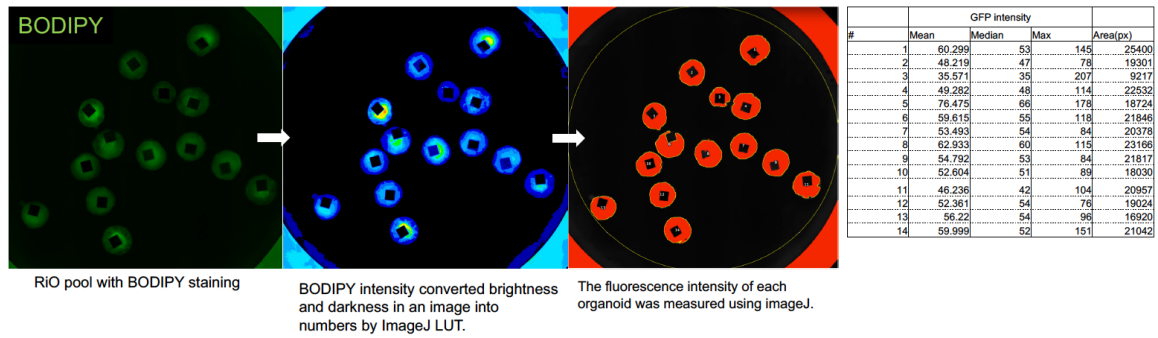 BODIPY
RiO pool with BODIPY staining
BODIPY intensity converted brightness
and darkness in an image into
numbers by ImageJ LUT.
The fluorescence intensity of each
organoid was measured using imageJ.
GFP intensity
# Mean Median Max Area(px)
1 60.299 53 145 25400
2 48.219 47 78 19301
3 35.571 35 207 9217
4 49.282 48 114 22532
5 76.475 66 178 18724
6 59.615 55 118 21846
7 53.493 54 84 20378
8 62.933 60 115 23166
9 54.792 53 84 21817
10 52.604 51 89 18030
11 46.236 42 104 20957
12 52.361 54 76 19024
13 56.22 54 96 16920
14 59.999 52 151 21042